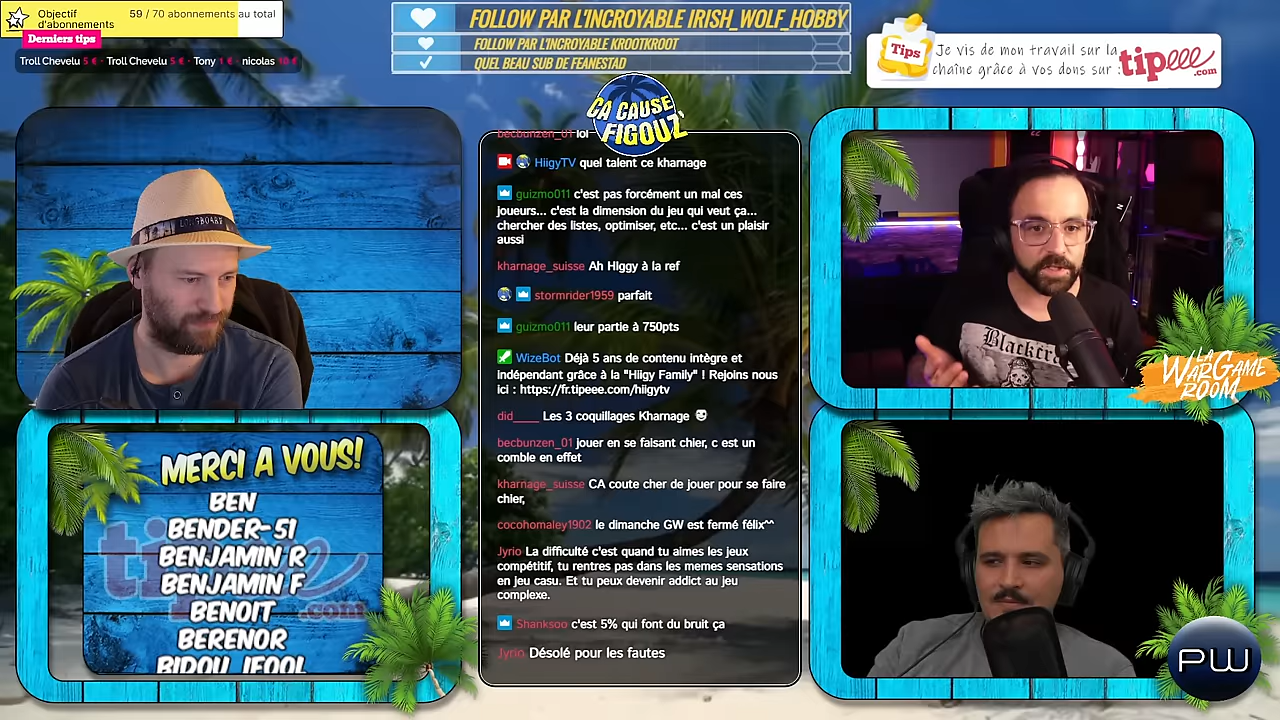 Objectif
d'abonnements
59 / 70 abonnements au total
Derniers tips
Troll Chevelu 5 € · Troll Chevelu 5 € · Tony 1 € · nicolas 10 €
FOLLOW PAR L'INCROYABLE IRISH_WOLF_HOBBY
FOLLOW PAR L'INCROYABLE KROOTKROOT
QUEL BEAU SUB DE FEANESTAD
Tips
Je vis de mon travail sur la
chaîne grâce à vos dons sur :
tipeee.com
CA CAUSE
FIGOUZ'
becbunzen_01 lol
HiigyTV quel talent ce kharnage
guizmo011 c'est pas forcément un mal ces
joueurs... c'est la dimension du jeu qui veut ça...
chercher des listes, optimiser, etc... c'est un plaisir
aussi
kharnage_suisse Ah HIggy à la ref
stormrider1959 parfait
guizmo011 leur partie à 750pts
WizeBot Déjà 5 ans de contenu intègre et
indépendant grâce à la "Hiigy Family" ! Rejoins nous
ici : https://fr.tipeee.com/hiigytv
did____ Les 3 coquillages Kharnage
becbunzen_01 jouer en se faisant chier, c est un
comble en effet
kharnage_suisse CA coute cher de jouer pour se faire
chier,
cocohomaley1902 le dimanche GW est fermé félix^^
Jyrio La difficulté c'est quand tu aimes les jeux
compétitif, tu rentres pas dans les memes sensations
en jeu casu. Et tu peux devenir addict au jeu
complexe.
Shanksoo c'est 5% qui font du bruit ça
Jyrio Désolé pour les fautes
LONGBOARD
MERCI A VOUS!
BEN
BENDER-51
BENJAMIN R
BENJAMIN F
BENOIT
BERENOR
BIDOU_JFOOL
tipeee.com
LA
WARGAME
ROOM
PW